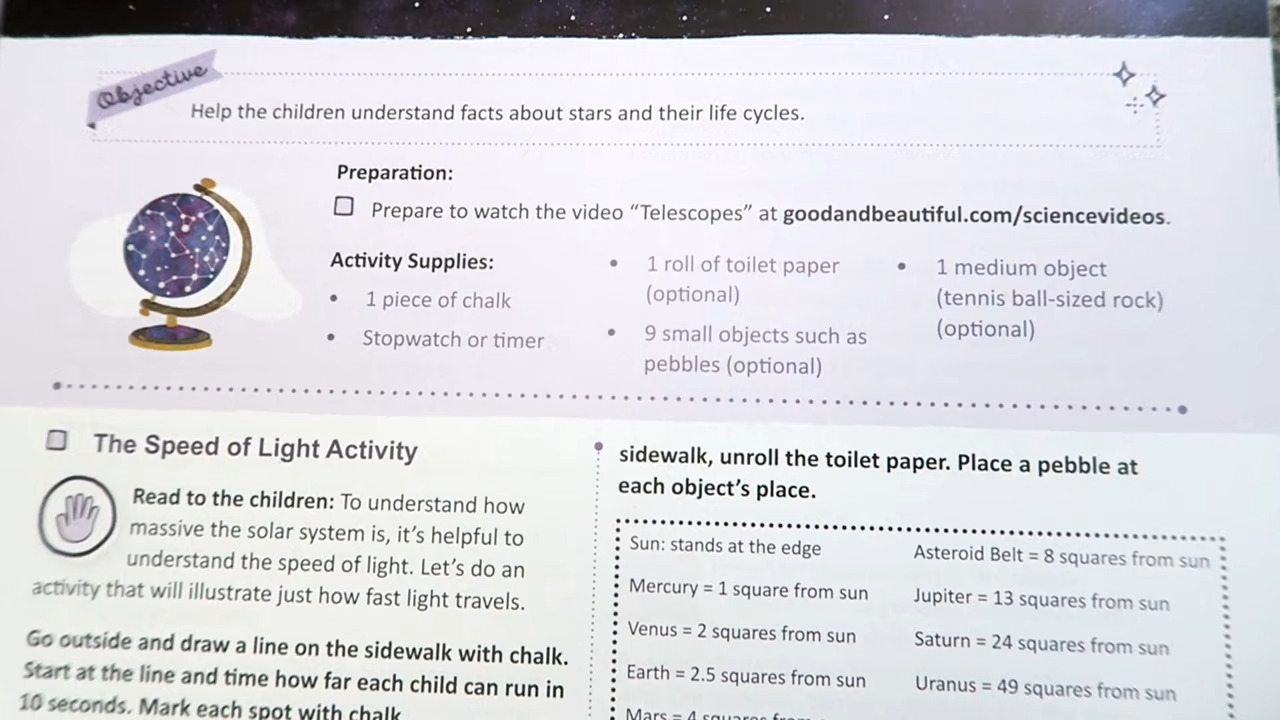 Objective
Help the children understand facts about stars and their life cycles.
Preparation:
Prepare to watch the video “Telescopes” at goodandbeautiful.com/sciencevideos.
Activity Supplies:
• 1 piece of chalk
• Stopwatch or timer
• 1 roll of toilet paper
(optional)
• 9 small objects such as
pebbles (optional)
• 1 medium object
(tennis ball-sized rock)
(optional)
The Speed of Light Activity
Read to the children: To understand how
massive the solar system is, it’s helpful to
understand the speed of light. Let’s do an
activity that will illustrate just how fast light travels.
Go outside and draw a line on the sidewalk with chalk.
Start at the line and time how far each child can run in
10 seconds. Mark each spot with chalk
sidewalk, unroll the toilet paper. Place a pebble at
each object’s place.
Sun: stands at the edge
Mercury = 1 square from sun
Venus = 2 squares from sun
Earth = 2.5 squares from sun
Mars = 4 squares from
Asteroid Belt = 8 squares from sun
Jupiter = 13 squares from sun
Saturn = 24 squares from sun
Uranus = 49 squares from sun